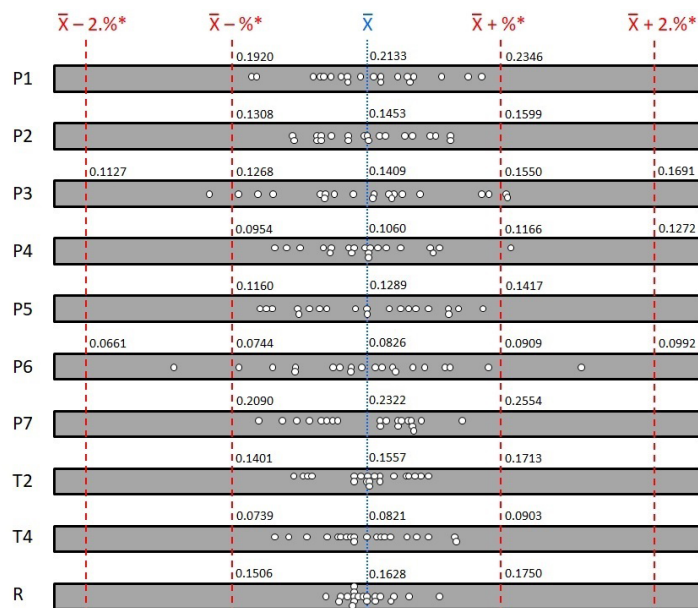 X̄ – 2.%* X̄ – %* X̄ X̄ + %* X̄ + 2.%*
0.1920 0.2133 0.2346
P1
0.1308 0.1453 0.1599
P2
0.1127 0.1268 0.1409 0.1550 0.1691
P3
0.0954 0.1060 0.1166 0.1272
P4
0.1160 0.1289 0.1417
P5
0.0661 0.0744 0.0826 0.0909 0.0992
P6
0.2090 0.2322 0.2554
P7
0.1401 0.1557 0.1713
T2
0.0739 0.0821 0.0903
T4
0.1506 0.1628 0.1750
R